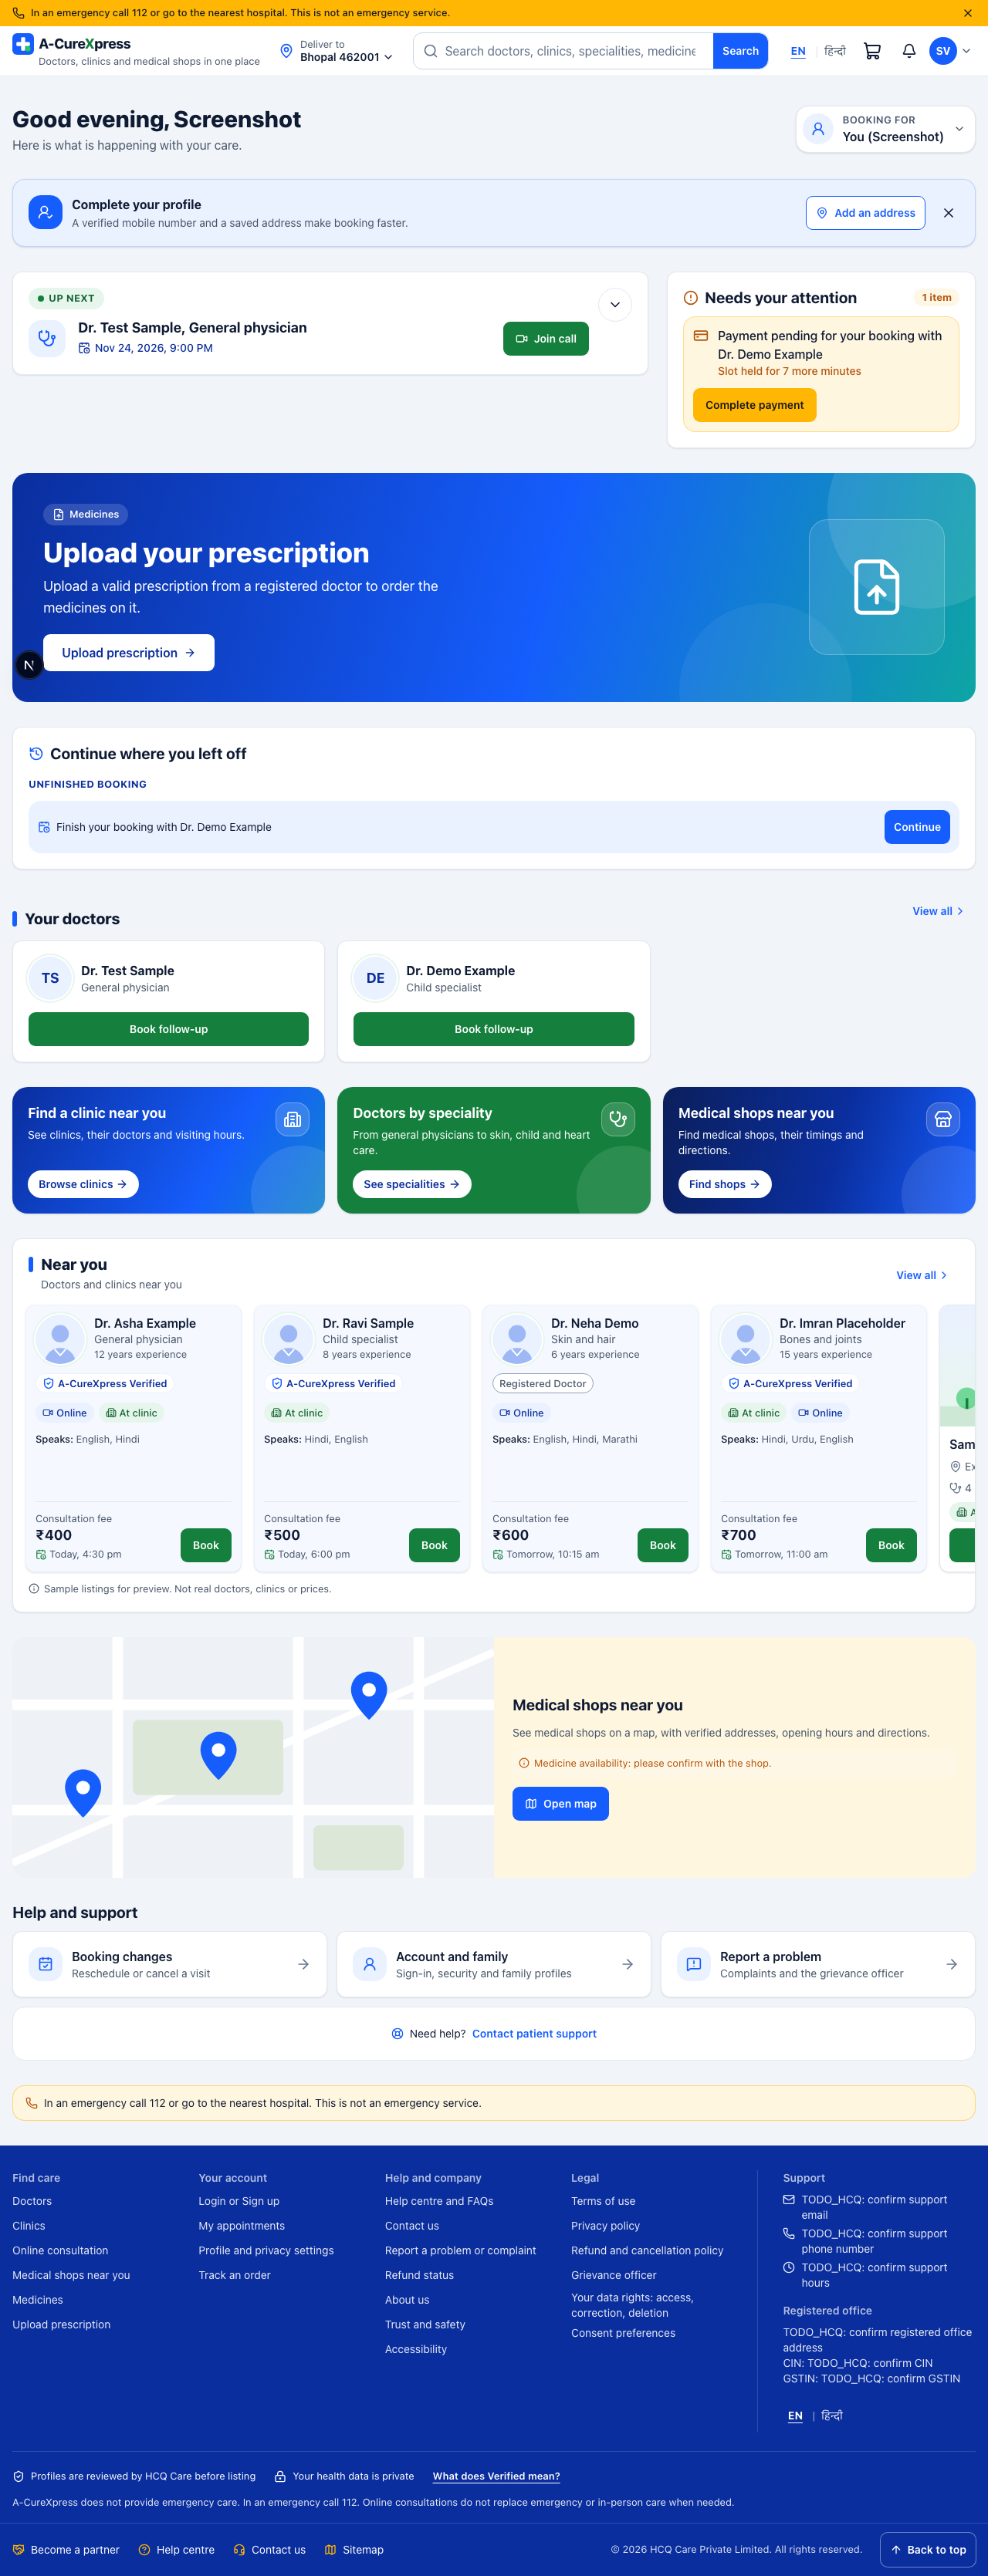 In an emergency call 112 or go to the nearest hospital. This is not an emergency service.
A-CureXpress
Doctors, clinics and medical shops in one place
Deliver to
Bhopal 462001
Search doctors, clinics, specialities, medicine
Search
EN | हिन्दी
SV
Good evening, Screenshot
Here is what is happening with your care.
BOOKING FOR
You (Screenshot)
Complete your profile
A verified mobile number and a saved address make booking faster.
Add an address
UP NEXT
Dr. Test Sample, General physician
Nov 24, 2026, 9:00 PM
Join call
Needs your attention
1 item
Payment pending for your booking with
Dr. Demo Example
Slot held for 7 more minutes
Complete payment
Medicines
Upload your prescription
Upload a valid prescription from a registered doctor to order the
medicines on it.
Upload prescription
N
Continue where you left off
UNFINISHED BOOKING
Finish your booking with Dr. Demo Example
Continue
Your doctors
View all
TS
Dr. Test Sample
General physician
Book follow-up
DE
Dr. Demo Example
Child specialist
Book follow-up
Find a clinic near you
See clinics, their doctors and visiting hours.
Browse clinics
Doctors by speciality
From general physicians to skin, child and heart
care.
See specialities
Medical shops near you
Find medical shops, their timings and
directions.
Find shops
Near you
Doctors and clinics near you
View all
Dr. Asha Example
General physician
12 years experience
A-CureXpress Verified
Online
At clinic
Speaks: English, Hindi
Consultation fee
₹400
Today, 4:30 pm
Book
Dr. Ravi Sample
Child specialist
8 years experience
A-CureXpress Verified
At clinic
Speaks: Hindi, English
Consultation fee
₹500
Today, 6:00 pm
Book
Dr. Neha Demo
Skin and hair
6 years experience
Registered Doctor
Online
Speaks: English, Hindi, Marathi
Consultation fee
₹600
Tomorrow, 10:15 am
Book
Dr. Imran Placeholder
Bones and joints
15 years experience
A-CureXpress Verified
At clinic
Online
Speaks: Hindi, Urdu, English
Consultation fee
₹700
Tomorrow, 11:00 am
Book
Sam
Ex
4
Sample listings for preview. Not real doctors, clinics or prices.
Medical shops near you
See medical shops on a map, with verified addresses, opening hours and directions.
Medicine availability: please confirm with the shop.
Open map
Help and support
Booking changes
Reschedule or cancel a visit
Account and family
Sign-in, security and family profiles
Report a problem
Complaints and the grievance officer
Need help? Contact patient support
In an emergency call 112 or go to the nearest hospital. This is not an emergency service.
Find care
Doctors
Clinics
Online consultation
Medical shops near you
Medicines
Upload prescription
Your account
Login or Sign up
My appointments
Profile and privacy settings
Track an order
Help and company
Help centre and FAQs
Contact us
Report a problem or complaint
Refund status
About us
Trust and safety
Accessibility
Legal
Terms of use
Privacy policy
Refund and cancellation policy
Grievance officer
Your data rights: access,
correction, deletion
Consent preferences
Support
TODO_HCQ: confirm support
email
TODO_HCQ: confirm support
phone number
TODO_HCQ: confirm support
hours
Registered office
TODO_HCQ: confirm registered office
address
CIN: TODO_HCQ: confirm CIN
GSTIN: TODO_HCQ: confirm GSTIN
EN | हिन्दी
Profiles are reviewed by HCQ Care before listing
Your health data is private
What does Verified mean?
A-CureXpress does not provide emergency care. In an emergency call 112. Online consultations do not replace emergency or in-person care when needed.
Become a partner
Help centre
Contact us
Sitemap
© 2026 HCQ Care Private Limited. All rights reserved.
Back to top